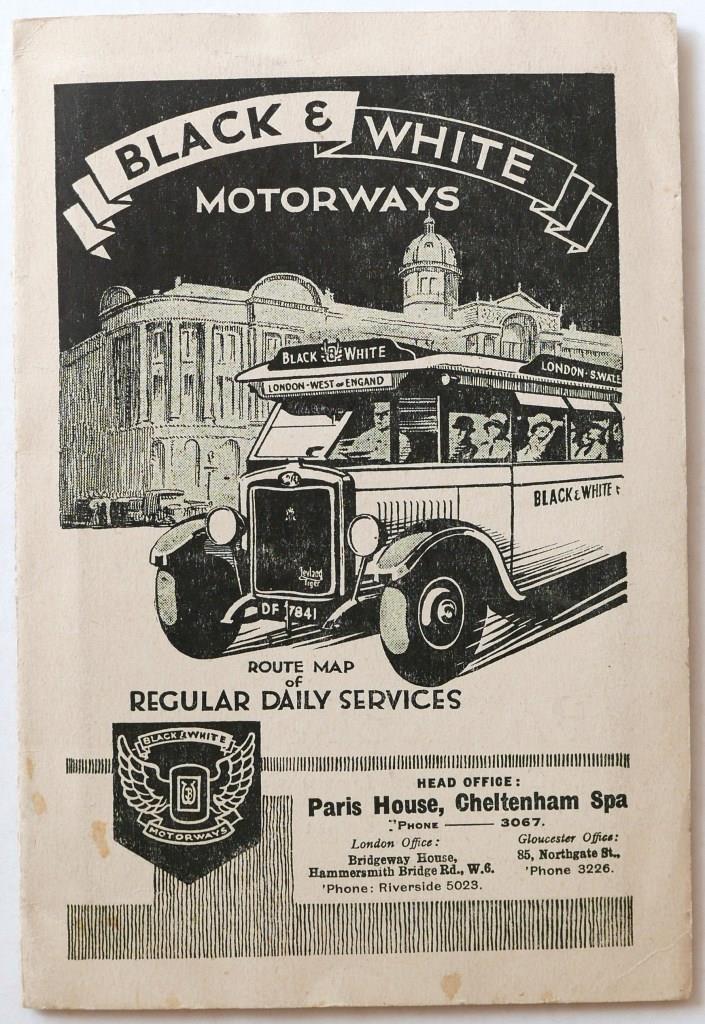 BLACK & WHITE
MOTORWAYS
BLACK B WHITE
LONDON-WEST OF ENGAND
LONDON-S.WALE
BLACK & WHITE
Leyland
Tiger
DF 7841
ROUTE MAP
of
REGULAR DAILY SERVICES
BLACK & WHITE
MOTORWAYS
HEAD OFFICE:
Paris House, Cheltenham Spa
'PHONE —— 3067.
London Office:
Bridgeway House,
Hammersmith Bridge Rd., W.6.
'Phone: Riverside 5023.
Gloucester Office:
85, Northgate St.,
'Phone 3226.